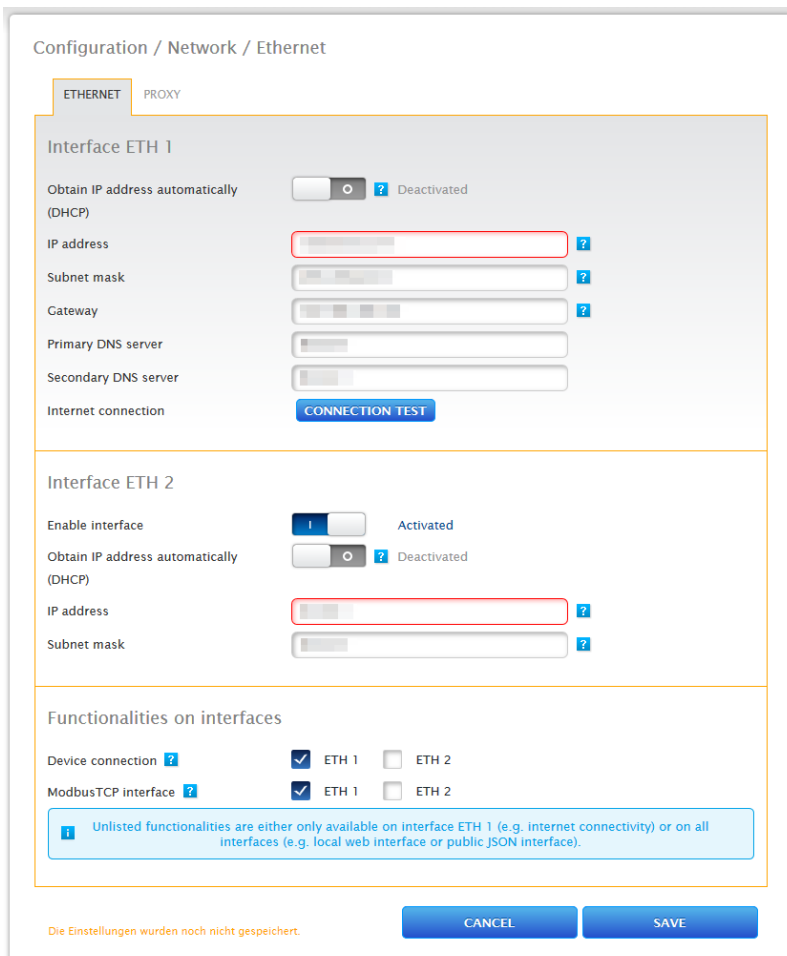 Configuration / Network / Ethernet
ETHERNET PROXY
Interface ETH 1
Obtain IP address automatically
(DHCP)
? Deactivated
IP address ?
Subnet mask ?
Gateway ?
Primary DNS server
Secondary DNS server
Internet connection CONNECTION TEST
Interface ETH 2
Enable interface I Activated
Obtain IP address automatically
(DHCP)
? Deactivated
IP address ?
Subnet mask ?
Functionalities on interfaces
Device connection ? ETH 1 ETH 2
ModbusTCP interface ? ETH 1 ETH 2
i Unlisted functionalities are either only available on interface ETH 1 (e.g. internet connectivity) or on all
interfaces (e.g. local web interface or public JSON interface).
Die Einstellungen wurden noch nicht gespeichert. CANCEL SAVE